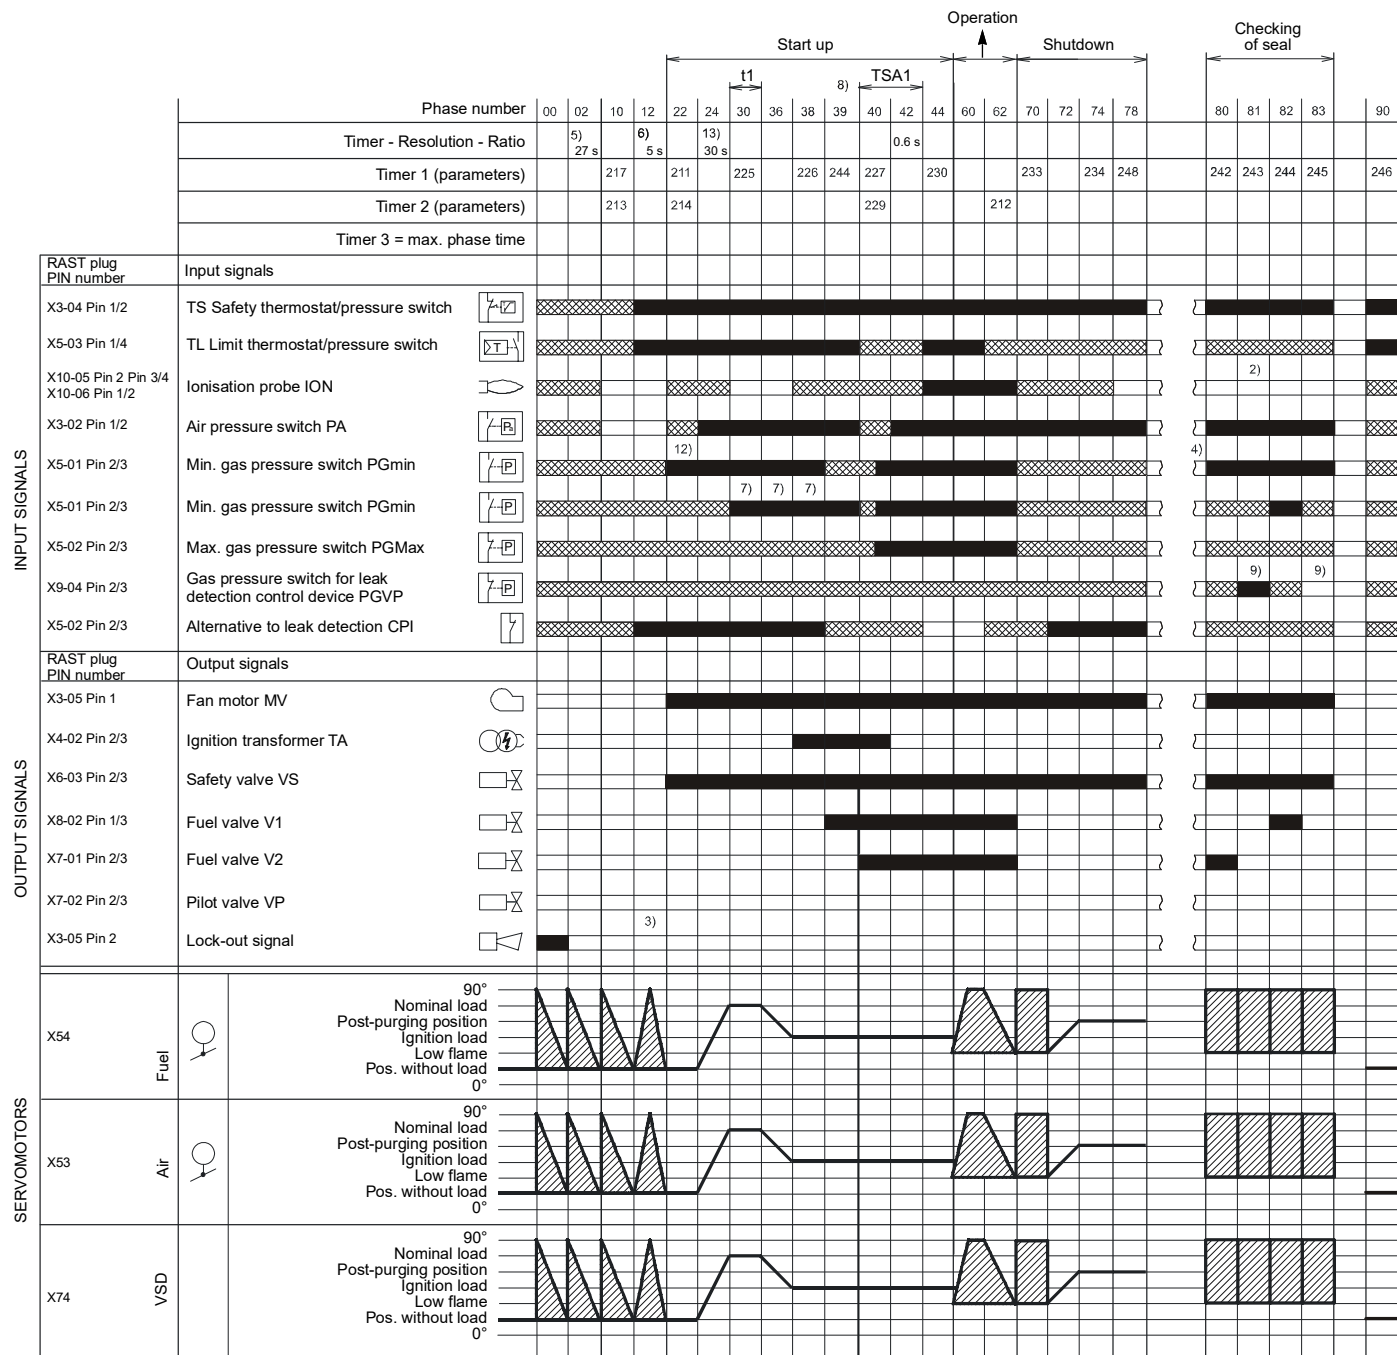 Operation
Start up
Shutdown
Checking of seal
t1
8)
TSA1
Phase number 00 02 10 12 22 24 30 36 38 39 40 42 44 60 62 70 72 74 78 80 81 82 83 90
Timer - Resolution - Ratio 5) 27 s 6) 5 s 13) 30 s 0.6 s
Timer 1 (parameters) 217 211 225 226 244 227 230 233 234 248 242 243 244 245 246
Timer 2 (parameters) 213 214 229 212
Timer 3 = max. phase time
RAST plug
PIN number
Input signals
INPUT SIGNALS
X3-04 Pin 1/2 TS Safety thermostat/pressure switch
X5-03 Pin 1/4 TL Limit thermostat/pressure switch T
2)
X10-05 Pin 2 Pin 3/4
X10-06 Pin 1/2
Ionisation probe ION
X3-02 Pin 1/2 Air pressure switch PA Pa
12) 4)
X5-01 Pin 2/3 Min. gas pressure switch PGmin P
7) 7) 7)
X5-01 Pin 2/3 Min. gas pressure switch PGmin P
X5-02 Pin 2/3 Max. gas pressure switch PGMax P
9) 9)
X9-04 Pin 2/3
Gas pressure switch for leak
detection control device PGVP P
X5-02 Pin 2/3 Alternative to leak detection CPI
RAST plug
PIN number
Output signals
OUTPUT SIGNALS
X3-05 Pin 1 Fan motor MV
X4-02 Pin 2/3 Ignition transformer TA
X6-03 Pin 2/3 Safety valve VS
X8-02 Pin 1/3 Fuel valve V1
X7-01 Pin 2/3 Fuel valve V2
X7-02 Pin 2/3 Pilot valve VP
3)
X3-05 Pin 2 Lock-out signal
SERVOMOTORS
X54
Fuel
90°
Nominal load
Post-purging position
Ignition load
Low flame
Pos. without load
0°
X53
Air
90°
Nominal load
Post-purging position
Ignition load
Low flame
Pos. without load
0°
X74
VSD
90°
Nominal load
Post-purging position
Ignition load
Low flame
Pos. without load
0°